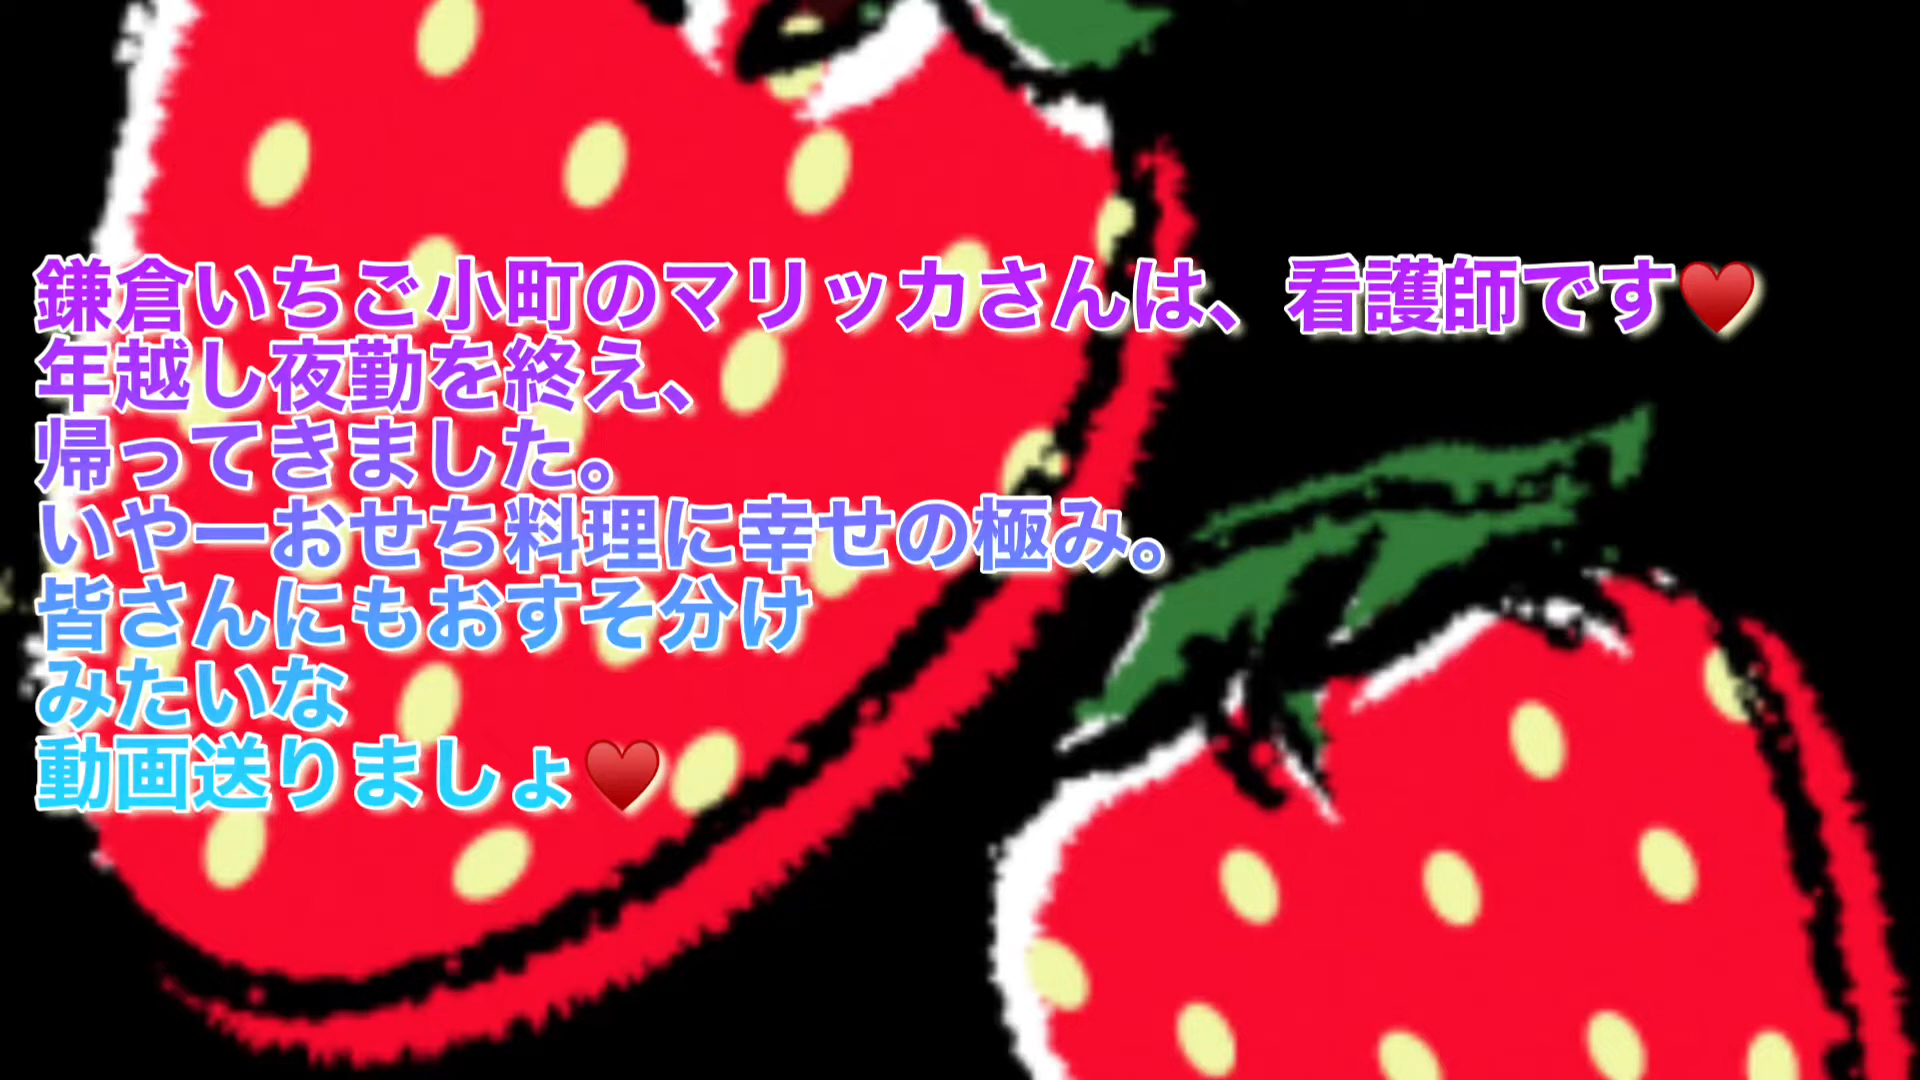 鎌倉いちご小町のマリッカさんは、看護師です♥️
年越し夜勤を終え、
帰ってきました。
いやーおせち料理に幸せの極み。
皆さんにもおすそ分け
みたいな
動画送りましょ♥️